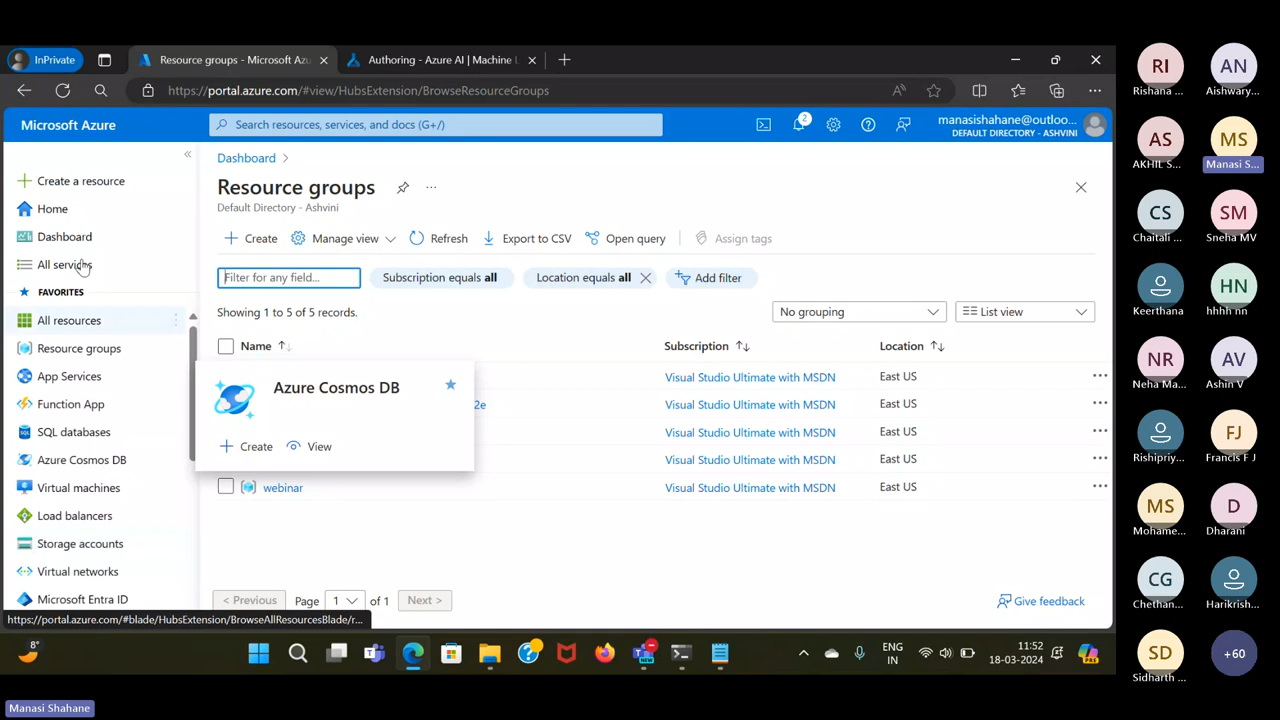 InPrivate
Resource groups - Microsoft Azu
Authoring - Azure AI | Machine L
https://portal.azure.com/#view/HubsExtension/BrowseResourceGroups
Microsoft Azure
Search resources, services, and docs (G+/)
2
manasishahane@outloo...
DEFAULT DIRECTORY - ASHVINI
Create a resource
Home
Dashboard
All services
FAVORITES
All resources
Resource groups
App Services
Function App
SQL databases
Azure Cosmos DB
Virtual machines
Load balancers
Storage accounts
Virtual networks
Microsoft Entra ID
Dashboard >
Resource groups
...
Default Directory - Ashvini
Create
Manage view
Refresh
Export to CSV
Open query
Assign tags
Filter for any field...
Subscription equals all
Location equals all
Add filter
Showing 1 to 5 of 5 records.
No grouping
List view
Name
Subscription
Location
Visual Studio Ultimate with MSDN
East US
2e
Visual Studio Ultimate with MSDN
East US
Visual Studio Ultimate with MSDN
East US
Visual Studio Ultimate with MSDN
East US
webinar
Visual Studio Ultimate with MSDN
East US
Azure Cosmos DB
Create
View
< Previous
Page
1
of 1
Next >
Give feedback
https://portal.azure.com/#blade/HubsExtension/BrowseAllResourcesBlade/r...
8°
NEW
ENG
IN
11:52
18-03-2024
PRE
Manasi Shahane
RI
Rishana ...
AN
Aishwary...
AS
AKHIL S...
MS
Manasi S...
CS
Chaitali ...
SM
Sneha MV
Keerthana
HN
hhhh nn
NR
Neha Ma...
AV
Ashin V
Rishipriy...
FJ
Francis F J
MS
Mohame...
D
Dharani
CG
Chethan...
Harikrish...
SD
Sidharth ...
+60